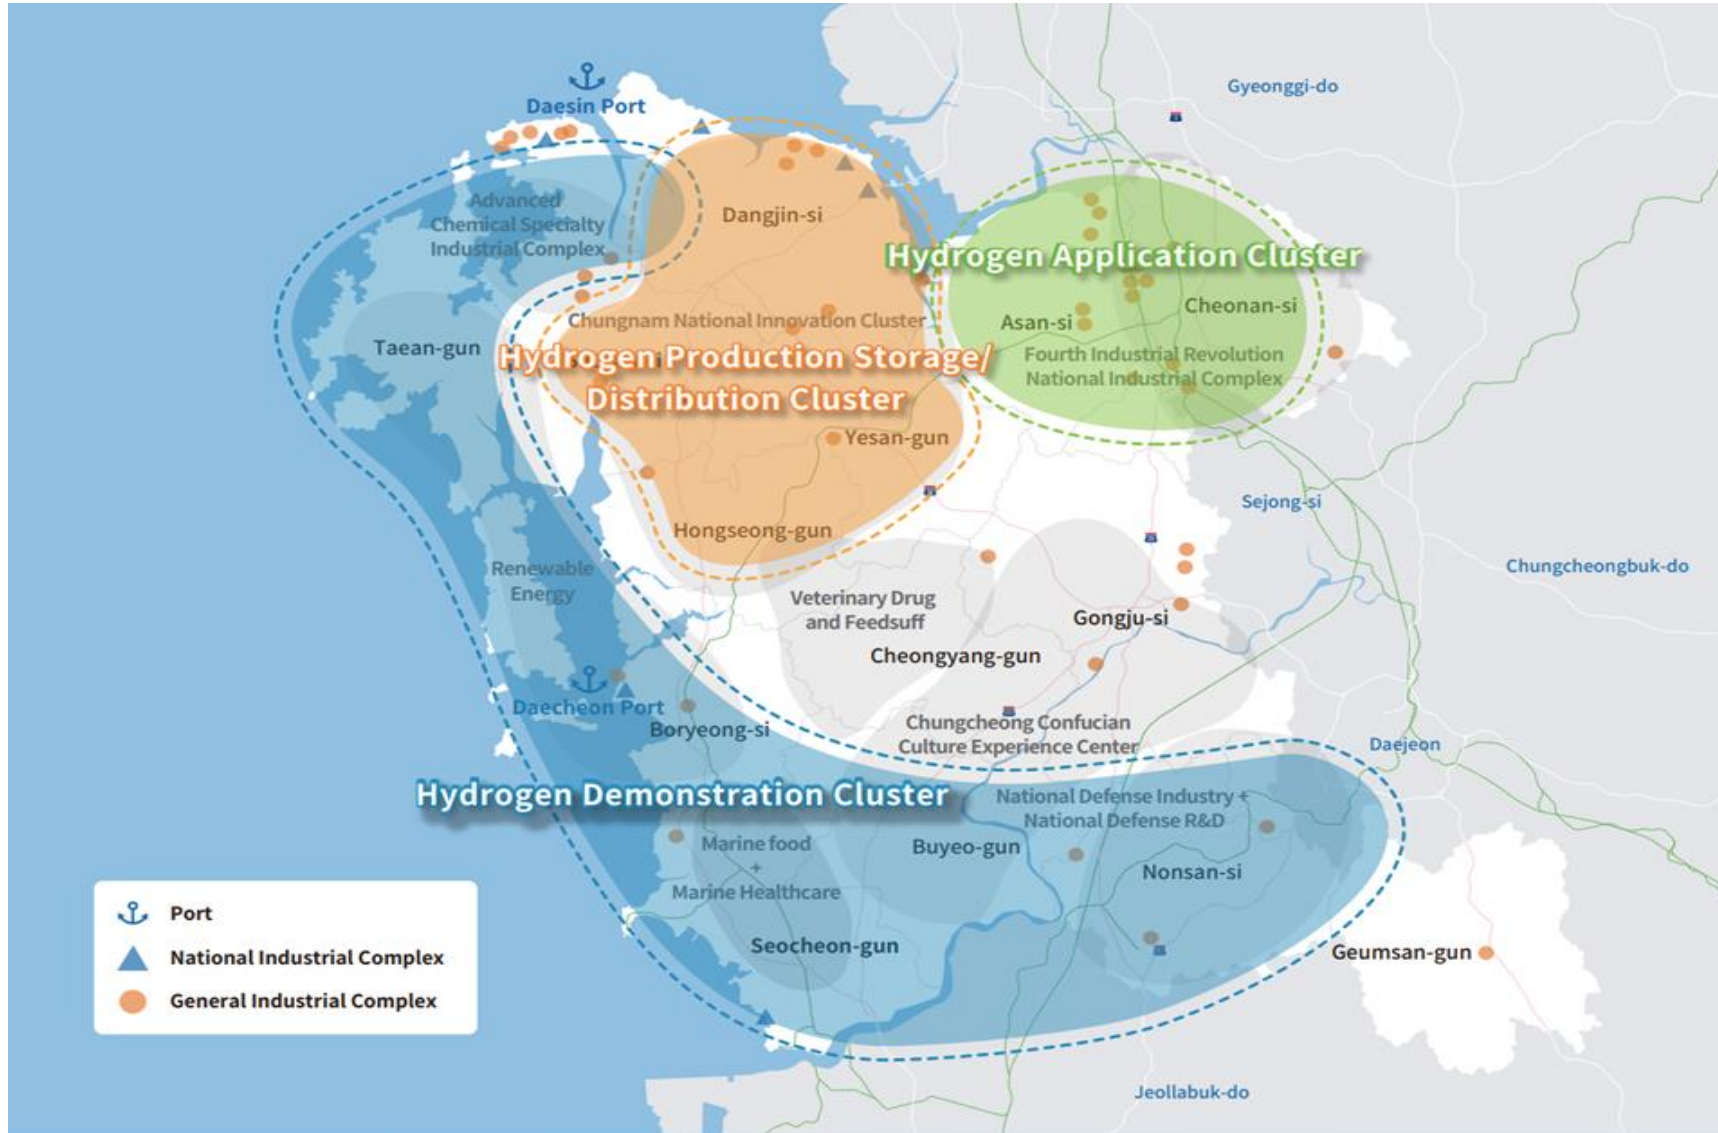 Gyeonggi-do
Daesin Port
Advanced
Chemical Specialty
Industrial Complex
Dangjin-si
Hydrogen Application Cluster
Cheonan-si
Asan-si
Chungnam National Innovation Cluster
Taean-gun
Hydrogen Production Storage/
Distribution Cluster
Fourth Industrial Revolution
National Industrial Complex
Yesan-gun
Sejong-si
Hongseong-gun
Renewable
Energy
Chungcheongbuk-do
Veterinary Drug
and Feedsuff
Gongju-si
Cheongyang-gun
Daecheon Port
Boryeong-si
Chungcheong Confucian
Culture Experience Center
Daejeon
Hydrogen Demonstration Cluster
National Defense Industry +
National Defense R&D
Marine food
+
Marine Healthcare
Buyeo-gun
Nonsan-si
Seocheon-gun
Geumsan-gun
Port
National Industrial Complex
General Industrial Complex
Jeollabuk-do